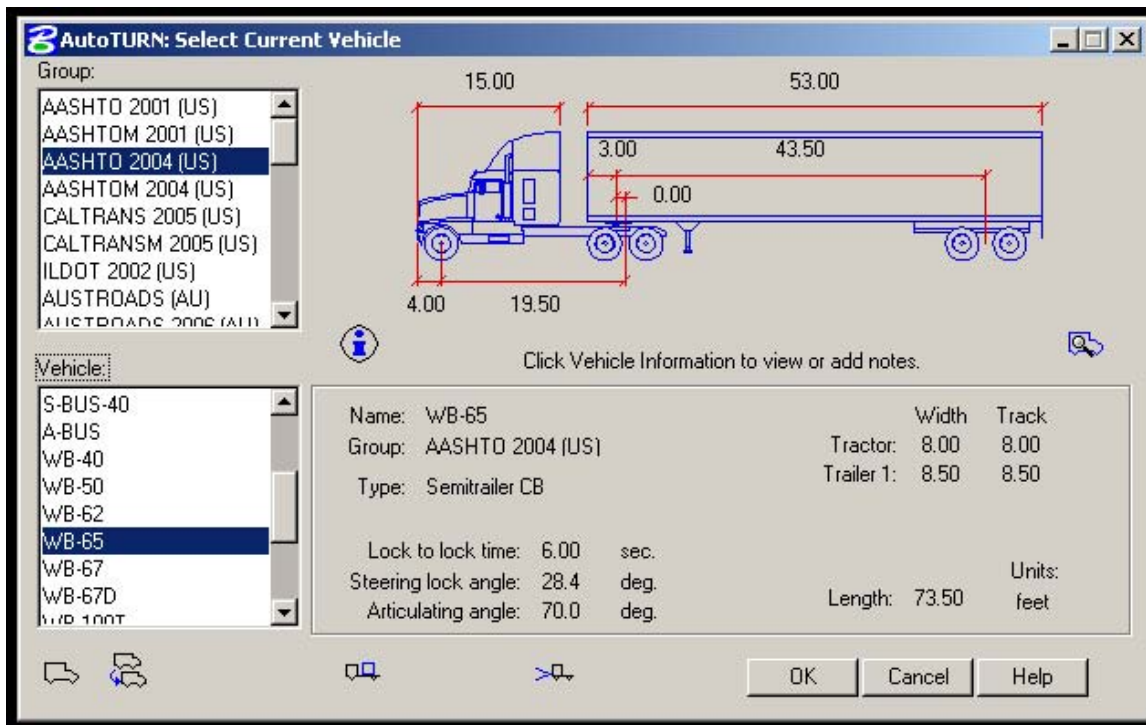 AutoTURN: Select Current Vehicle
Group:
AASHTO 2001 (US)
AASHTOM 2001 (US)
AASHTO 2004 (US)
AASHTOM 2004 (US)
CALTRANS 2005 (US)
CALTRANSM 2005 (US)
ILDOT 2002 (US)
AUSTROADS (AU)
AUSTROADS 2006 (AU)
15.00 53.00
3.00 43.50
0.00
4.00 19.50
Click Vehicle Information to view or add notes.
Vehicle:
S-BUS-40
A-BUS
WB-40
WB-50
WB-62
WB-65
WB-67
WB-67D
WB-100T
Name: WB-65
Group: AASHTO 2004 (US)
Type: Semitrailer CB
Width Track
Tractor: 8.00 8.00
Trailer 1: 8.50 8.50
Lock to lock time: 6.00 sec.
Steering lock angle: 28.4 deg.
Articulating angle: 70.0 deg.
Units:
Length: 73.50 feet
OK Cancel Help